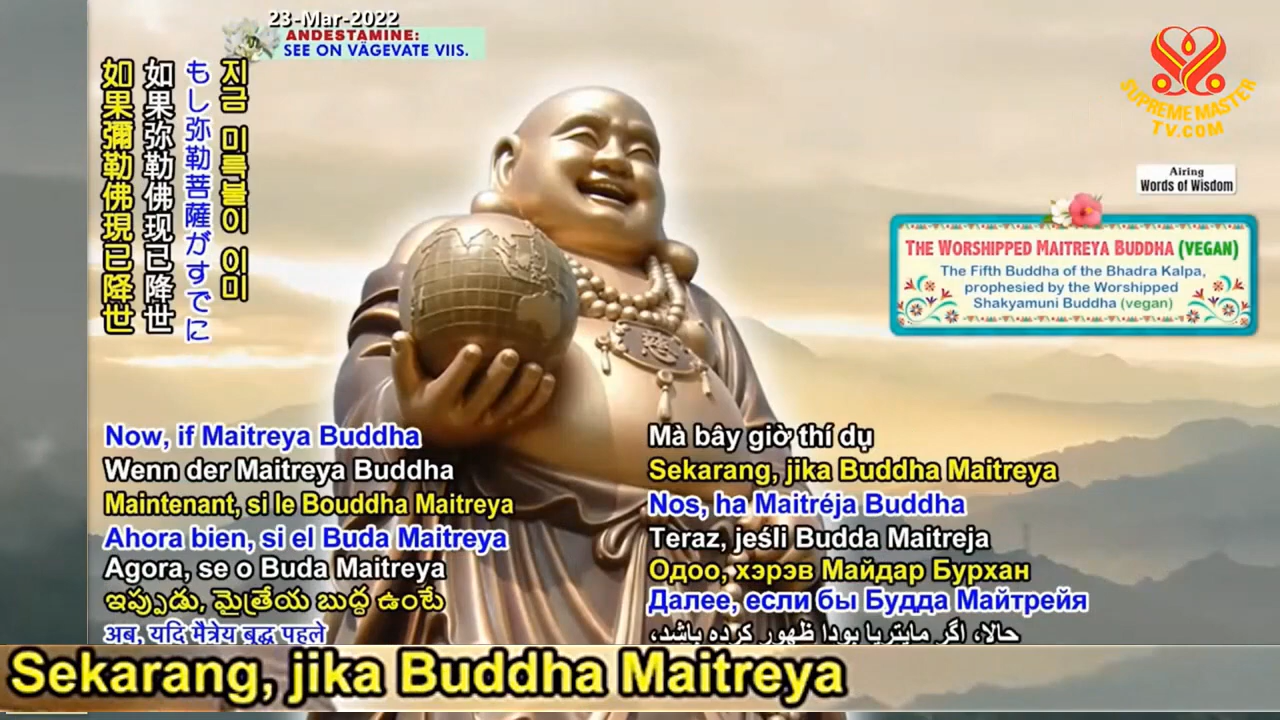 23-Mar-2022
ANDESTAMINE:
SEE ON VÄGEVATE VIIS.
SUPREME MASTER
TV.COM
Airing
Words of Wisdom
THE WORSHIPPED MAITREYA BUDDHA (VEGAN)
The Fifth Buddha of the Bhadra Kalpa,
prophesied by the Worshipped
Shakyamuni Buddha (vegan)
지금 미륵불이 이미
もし弥勒菩薩がすでに
如果弥勒佛现已降世
如果彌勒佛現已降世
Now, if Maitreya Buddha
Wenn der Maitreya Buddha
Maintenant, si le Bouddha Maitreya
Ahora bien, si el Buda Maitreya
Agora, se o Buda Maitreya
ఇప్పుడు, మైత్రేయ బుద్ధ ఉంటే
अब, यदि मैत्रेय बुद्ध पहले
Mà bây giờ thí dụ
Sekarang, jika Buddha Maitreya
Nos, ha Maitréja Buddha
Teraz, jeśli Budda Maitreja
Одоо, хэрэв Майдар Бурхан
Далее, если бы Будда Майтрейя
حالا، اگر مایتریا بودا ظهور کرده باشد،
Sekarang, jika Buddha Maitreya